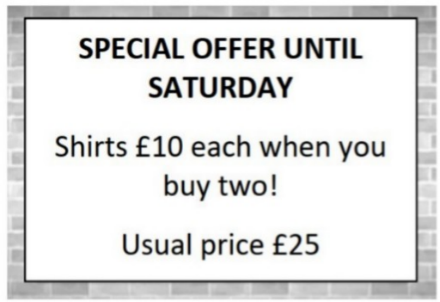 SPECIAL OFFER UNTIL
SATURDAY
Shirts £10 each when you
buy two!
Usual price £25